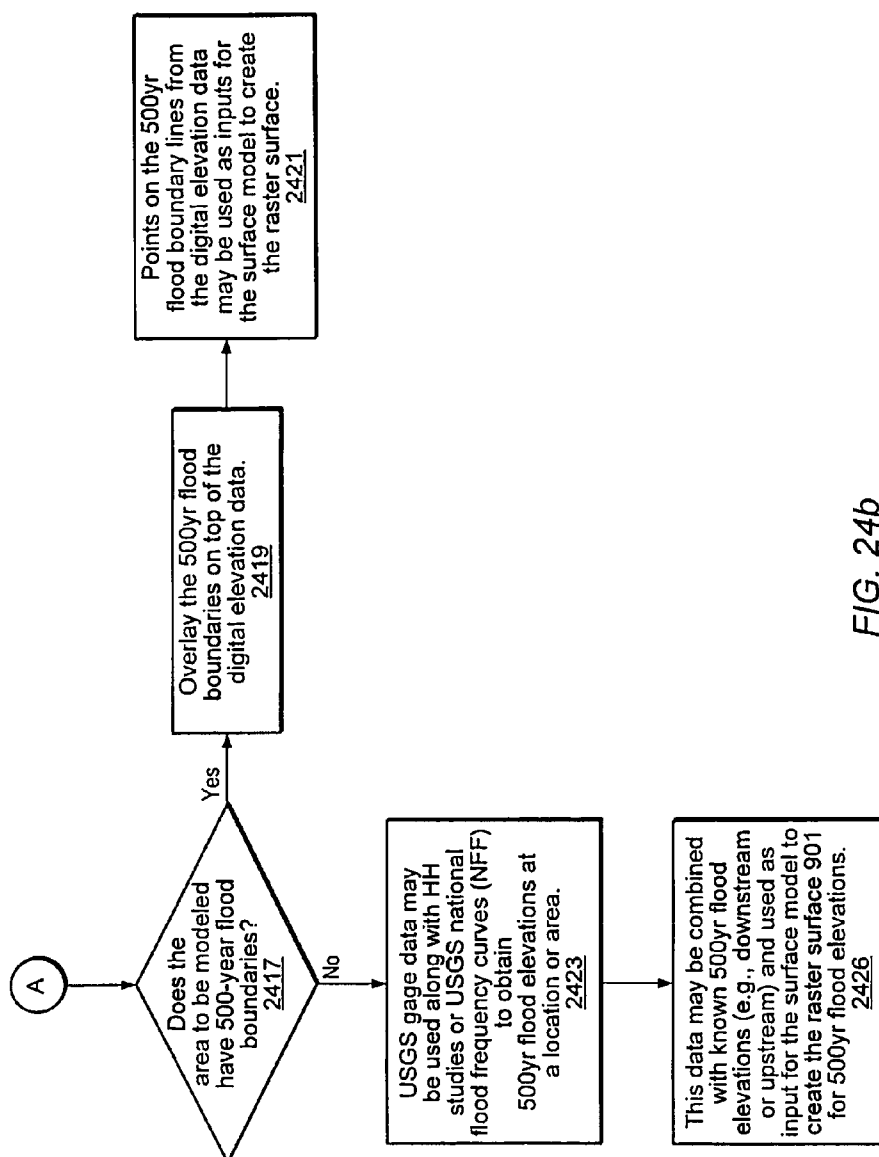 A
Does the
area to be modeled
have 500-year flood
boundaries?
2417
Yes
No
Overlay the 500yr flood
boundaries on top of the
digital elevation data.
2419
Points on the 500yr
flood boundary lines from
the digital elevation data
may be used as inputs for
the surface model to create
the raster surface.
2421
USGS gage data may
be used along with HH
studies or USGS national
flood frequency curves (NFF)
to obtain
500yr flood elevations at
a location or area.
2423
This data may be combined
with known 500yr flood
elevations (e.g., downstream
or upstream) and used as
input for the surface model to
create the raster surface 901
for 500yr flood elevations.
2426
FIG. 24b